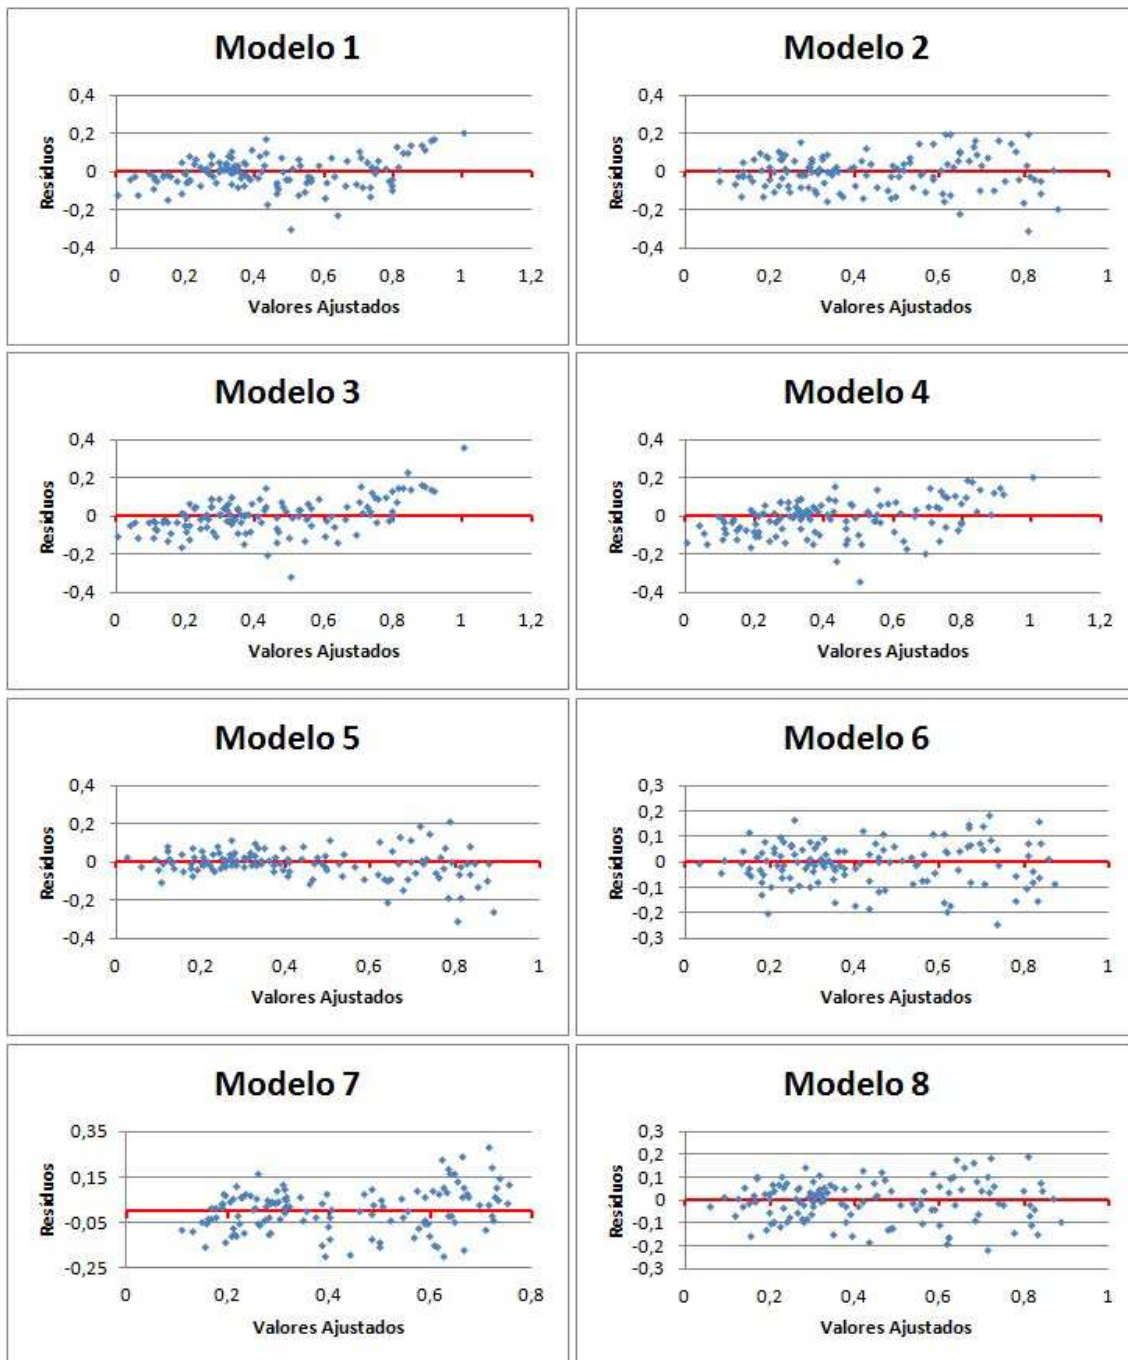 Modelo 1
0,4
0,2
0
-0,2
-0,4
Resíduos
0 0,2 0,4 0,6 0,8 1 1,2
Valores Ajustados
Modelo 2
0,4
0,2
0
-0,2
-0,4
Resíduos
0 0,2 0,4 0,6 0,8 1
Valores Ajustados
Modelo 3
0,4
0,2
0
-0,2
-0,4
Resíduos
0 0,2 0,4 0,6 0,8 1 1,2
Valores Ajustados
Modelo 4
0,4
0,2
0
-0,2
-0,4
Resíduos
0 0,2 0,4 0,6 0,8 1 1,2
Valores Ajustados
Modelo 5
0,4
0,2
0
-0,2
-0,4
Resíduos
0 0,2 0,4 0,6 0,8 1
Valores Ajustados
Modelo 6
0,3
0,2
0,1
0
-0,1
-0,2
-0,3
Resíduos
0 0,2 0,4 0,6 0,8 1
Valores Ajustados
Modelo 7
0,35
0,15
-0,05
-0,25
Resíduos
0 0,2 0,4 0,6 0,8
Valores Ajustados
Modelo 8
0,3
0,2
0,1
0
-0,1
-0,2
-0,3
Resíduos
0 0,2 0,4 0,6 0,8 1
Valores Ajustados